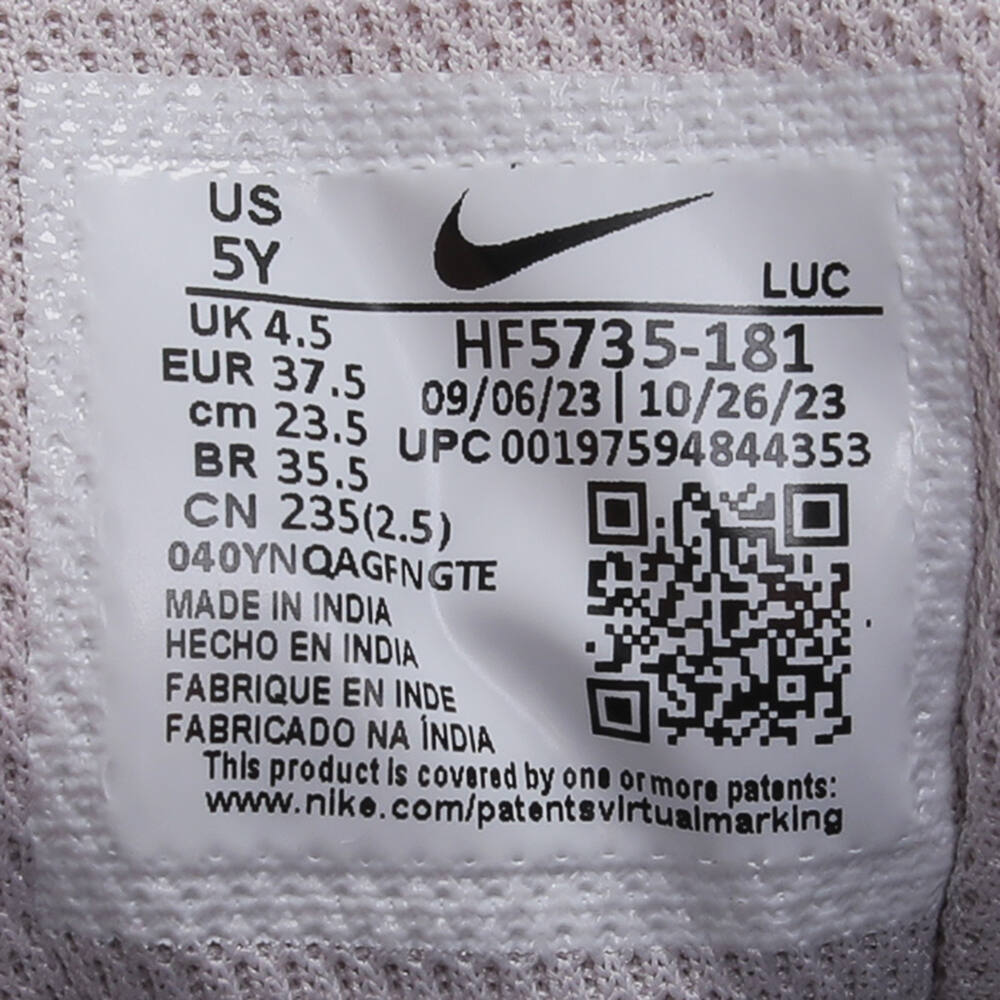 US
5Y
LUC
UK 4.5
EUR 37.5
cm 23.5
BR 35.5
CN 235(2.5)
HF5735-181
09/06/23 | 10/26/23
UPC 00197594844353
040YNQAGFNGTE
MADE IN INDIA
HECHO EN INDIA
FABRIQUE EN INDE
FABRICADO NA ÍNDIA
This product is covered by one or more patents:
www.nike.com/patentsvirtualmarking